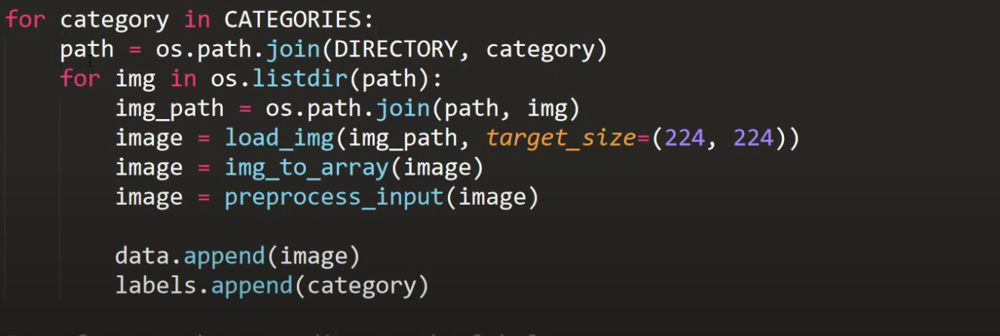 for category in CATEGORIES:
    path = os.path.join(DIRECTORY, category)
    for img in os.listdir(path):
        img_path = os.path.join(path, img)
        image = load_img(img_path, target_size=(224, 224))
        image = img_to_array(image)
        image = preprocess_input(image)

        data.append(image)
        labels.append(category)